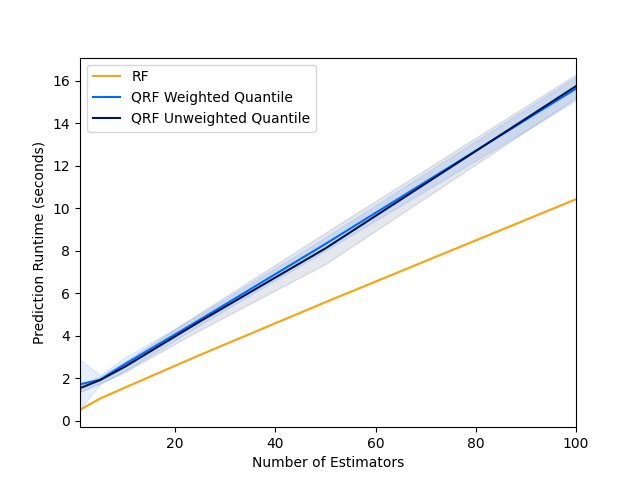 RF
QRF Weighted Quantile
QRF Unweighted Quantile
Prediction Runtime (seconds)
16
14
12
10
8
6
4
2
0
20 40 60 80 100
Number of Estimators